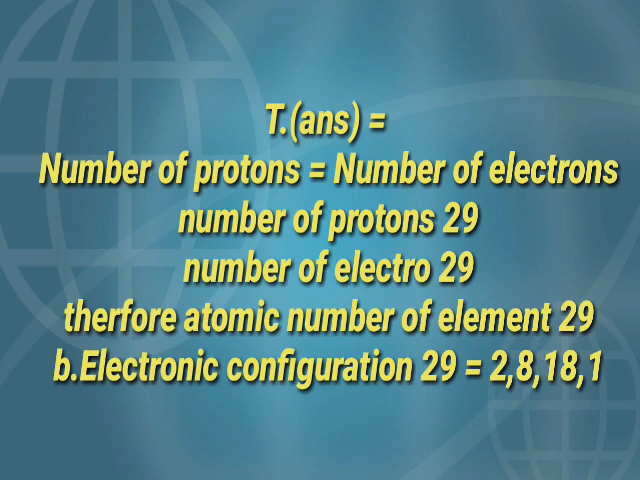 T.(ans) =
Number of protons = Number of electrons
number of protons 29
number of electro 29
therfore atomic number of element 29
b.Electronic configuration 29 = 2,8,18,1